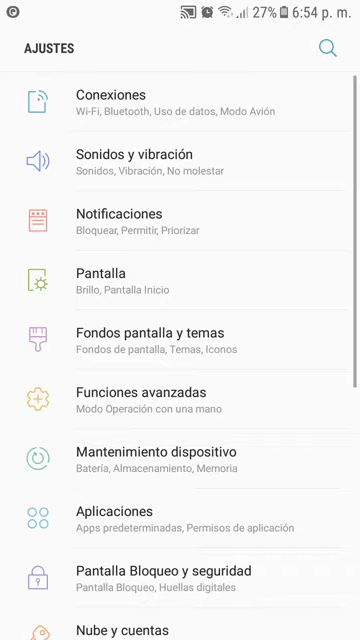 27% 6:54 p. m.
AJUSTES
Conexiones
Wi-Fi, Bluetooth, Uso de datos, Modo Avión
Sonidos y vibración
Sonidos, Vibración, No molestar
Notificaciones
Bloquear, Permitir, Priorizar
Pantalla
Brillo, Pantalla Inicio
Fondos pantalla y temas
Fondos de pantalla, Temas, Iconos
Funciones avanzadas
Modo Operación con una mano
Mantenimiento dispositivo
Batería, Almacenamiento, Memoria
Aplicaciones
Apps predeterminadas, Permisos de aplicación
Pantalla Bloqueo y seguridad
Pantalla Bloqueo, Huellas digitales
Nube y cuentas